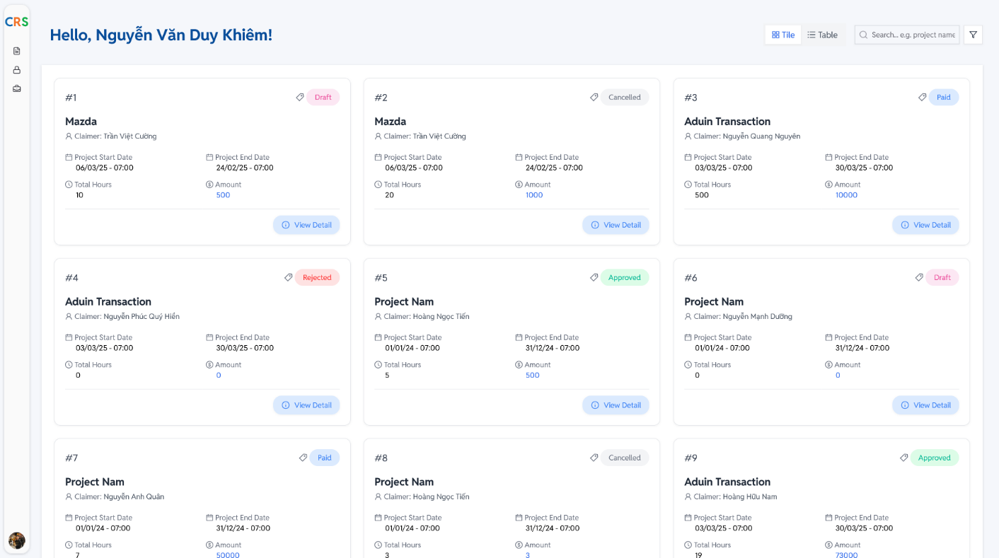 CRS
Hello, Nguyễn Văn Duy Khiêm!
Tile
Table
Search... e.g. project name
#1
Draft
Mazda
Claimer: Trần Việt Cường
Project Start Date
Project End Date
06/03/25 - 07:00
24/02/25 - 07:00
Total Hours
Amount
10
500
View Detail
#2
Cancelled
Mazda
Claimer: Trần Việt Cường
Project Start Date
Project End Date
06/03/25 - 07:00
24/02/25 - 07:00
Total Hours
Amount
20
1000
View Detail
#3
Paid
Aduin Transaction
Claimer: Nguyễn Quang Nguyên
Project Start Date
Project End Date
03/03/25 - 07:00
30/03/25 - 07:00
Total Hours
Amount
500
10000
View Detail
#4
Rejected
Aduin Transaction
Claimer: Nguyễn Phúc Quý Hiển
Project Start Date
Project End Date
03/03/25 - 07:00
30/03/25 - 07:00
Total Hours
Amount
0
0
View Detail
#5
Approved
Project Nam
Claimer: Hoàng Ngọc Tiến
Project Start Date
Project End Date
01/01/24 - 07:00
31/12/24 - 07:00
Total Hours
Amount
5
500
View Detail
#6
Draft
Project Nam
Claimer: Nguyễn Mạnh Dưỡng
Project Start Date
Project End Date
01/01/24 - 07:00
31/12/24 - 07:00
Total Hours
Amount
0
0
View Detail
#7
Paid
Project Nam
Claimer: Nguyễn Anh Quân
Project Start Date
Project End Date
01/01/24 - 07:00
31/12/24 - 07:00
Total Hours
Amount
7
50000
#8
Cancelled
Project Nam
Claimer: Hoàng Ngọc Tiến
Project Start Date
Project End Date
01/01/24 - 07:00
31/12/24 - 07:00
Total Hours
Amount
3
3
#9
Approved
Aduin Transaction
Claimer: Hoàng Hữu Nam
Project Start Date
Project End Date
03/03/25 - 07:00
30/03/25 - 07:00
Total Hours
Amount
19
73000